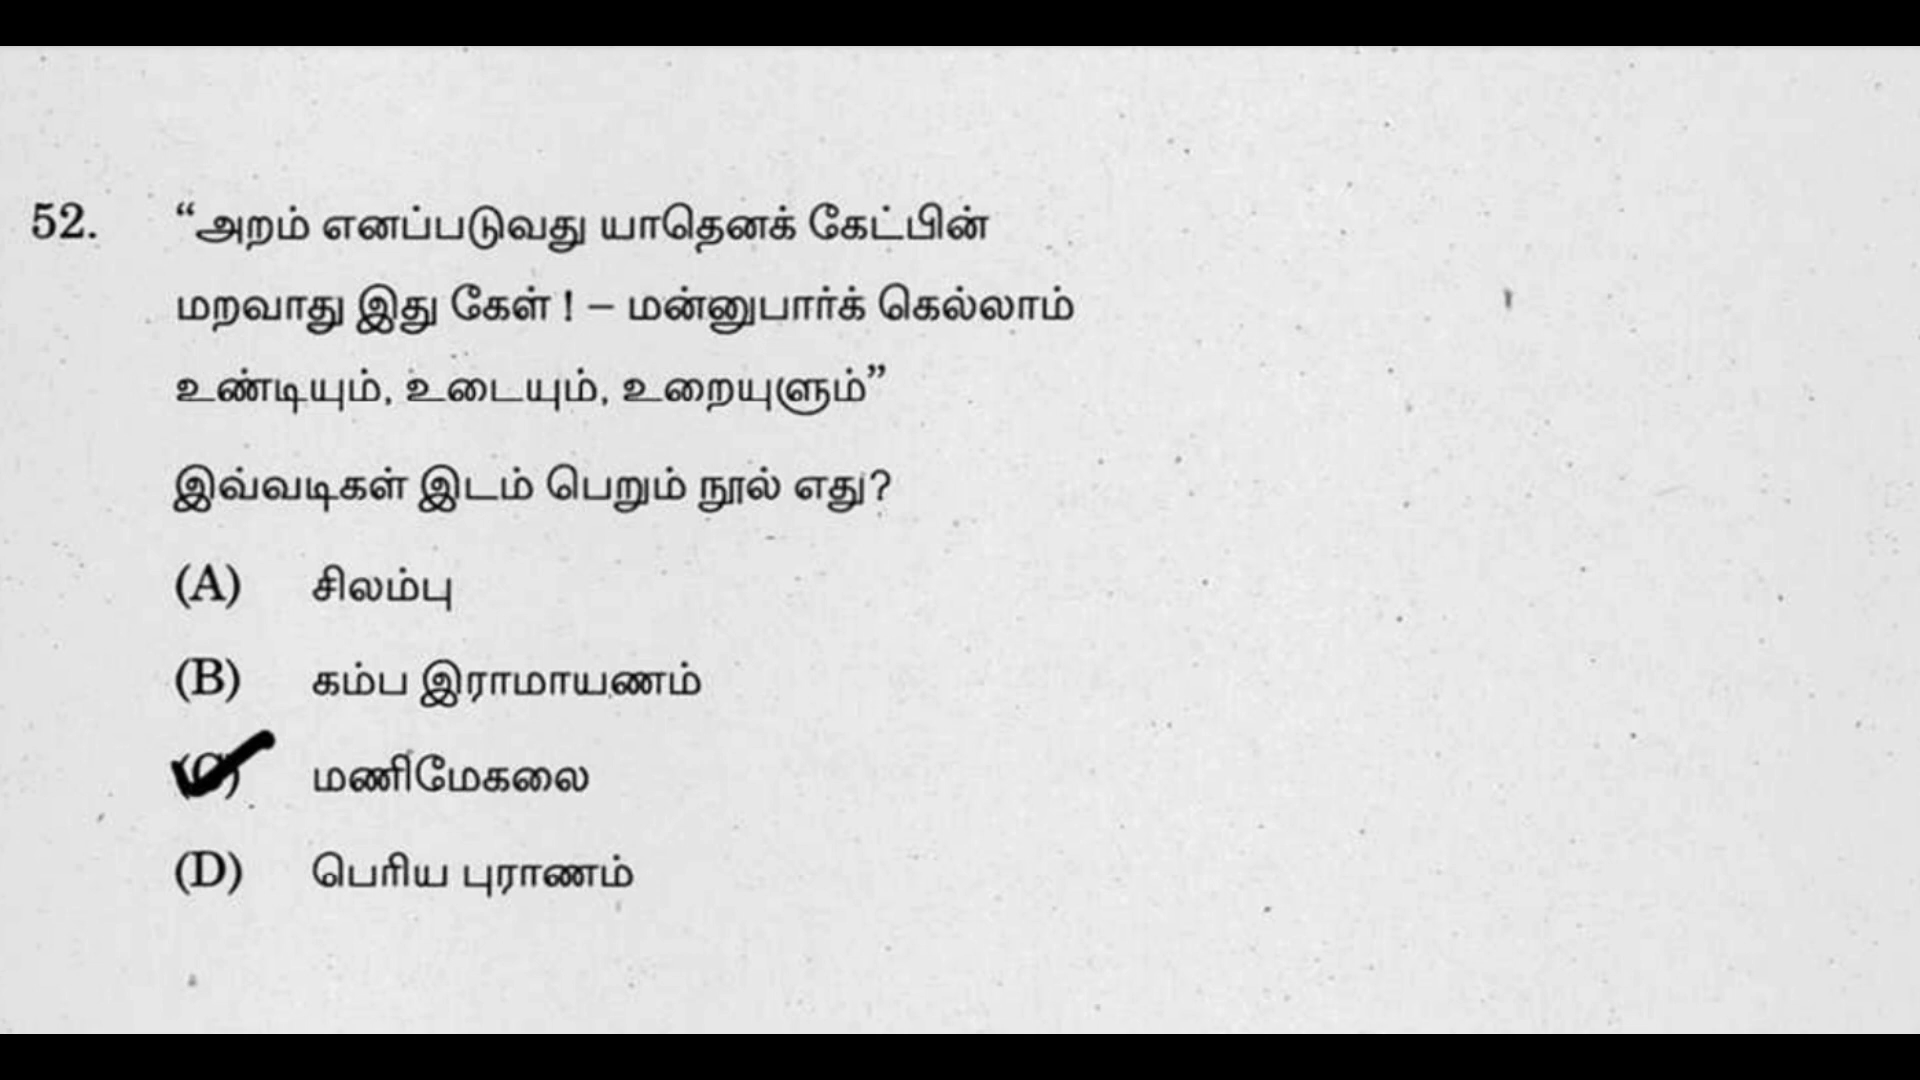 52. “அறம் எனப்படுவது யாதெனக் கேட்பின்
மறவாது இது கேள் ! – மன்னுபார்க் கெல்லாம்
உண்டியும், உடையும், உறையுளும்”
இவ்வடிகள் இடம் பெறும் நூல் எது?
(A) சிலம்பு
(B) கம்ப இராமாயணம்
(C) மணிமேகலை
(D) பெரிய புராணம்